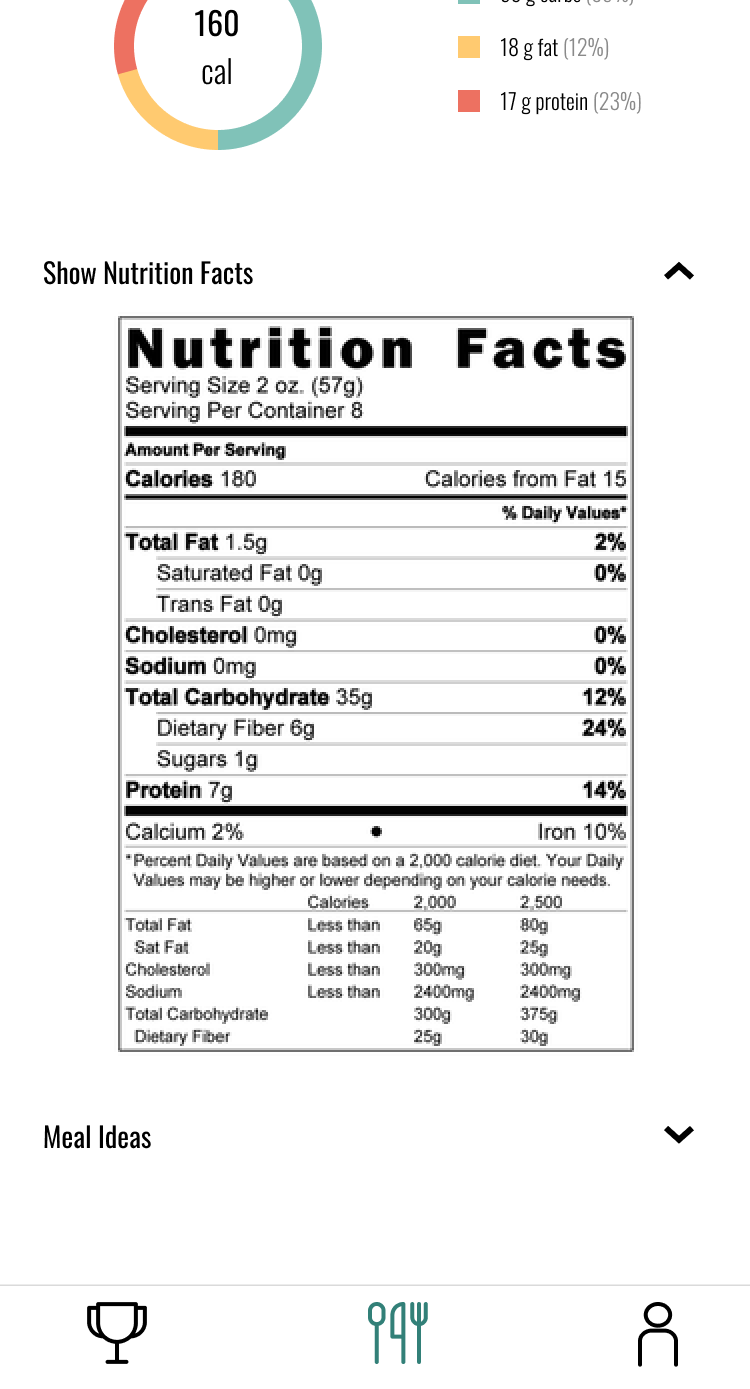 160
cal
18 g fat (12%)
17 g protein (23%)
Show Nutrition Facts
Nutrition Facts
Serving Size 2 oz. (57g)
Serving Per Container 8
Amount Per Serving
Calories 180 Calories from Fat 15
% Daily Values*
Total Fat 1.5g 2%
Saturated Fat 0g 0%
Trans Fat 0g
Cholesterol 0mg 0%
Sodium 0mg 0%
Total Carbohydrate 35g 12%
Dietary Fiber 6g 24%
Sugars 1g
Protein 7g 14%
Calcium 2% • Iron 10%
*Percent Daily Values are based on a 2,000 calorie diet. Your Daily
Values may be higher or lower depending on your calorie needs.
Calories 2,000 2,500
Total Fat Less than 65g 80g
Sat Fat Less than 20g 25g
Cholesterol Less than 300mg 300mg
Sodium Less than 2400mg 2400mg
Total Carbohydrate 300g 375g
Dietary Fiber 25g 30g
Meal Ideas